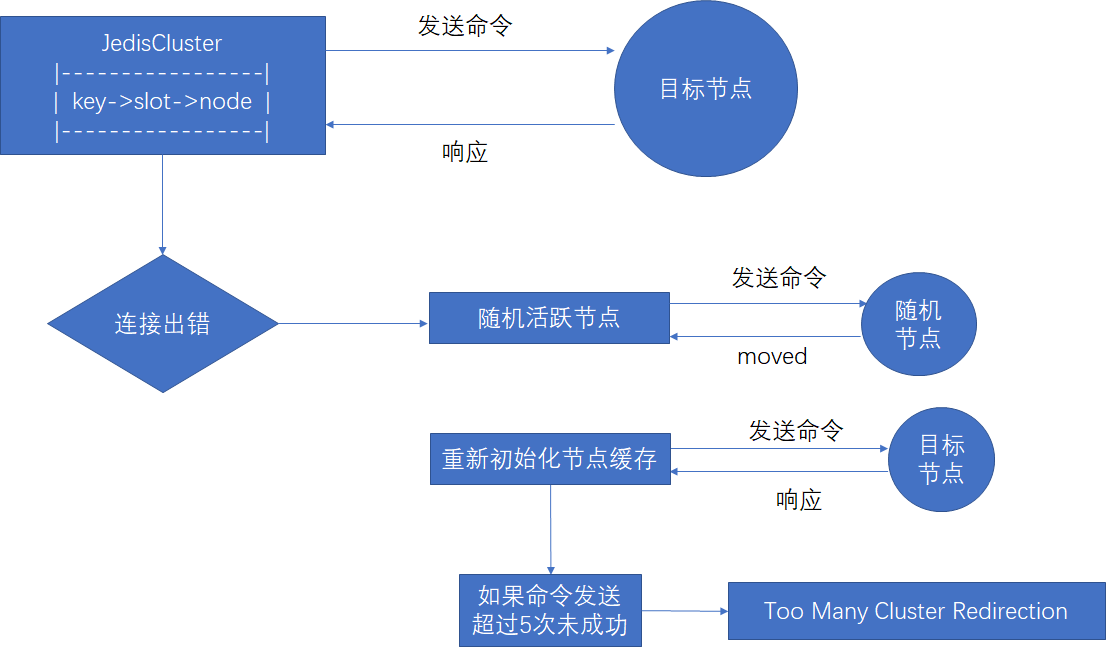 JedisCluster
|-----------------|
| key->slot->node |
|-----------------|
发送命令
响应
目标节点
连接出错
随机活跃节点
发送命令
moved
随机
节点
重新初始化节点缓存
发送命令
响应
目标
节点
如果命令发送
超过5次未成功
Too Many Cluster Redirection